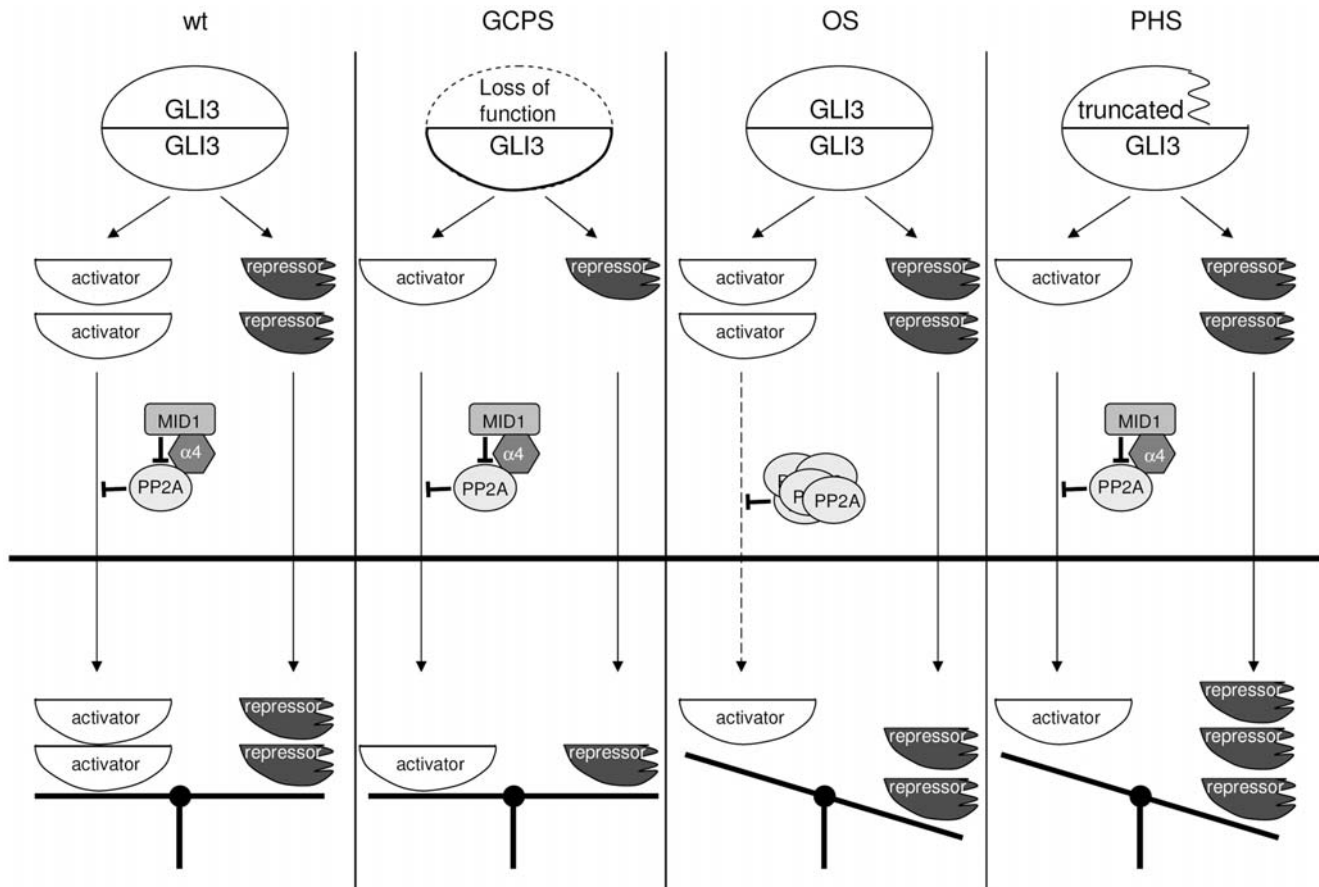 wt GCPS OS PHS
GLI3
GLI3
Loss of
function
GLI3
GLI3
GLI3
truncated
GLI3
activator repressor activator repressor activator repressor activator repressor
activator repressor activator repressor repressor
MID1 MID1 MID1
α4 α4 α4
PP2A PP2A PP2A PP2A
repressor
activator repressor activator activator
activator repressor activator repressor repressor repressor
repressor repressor